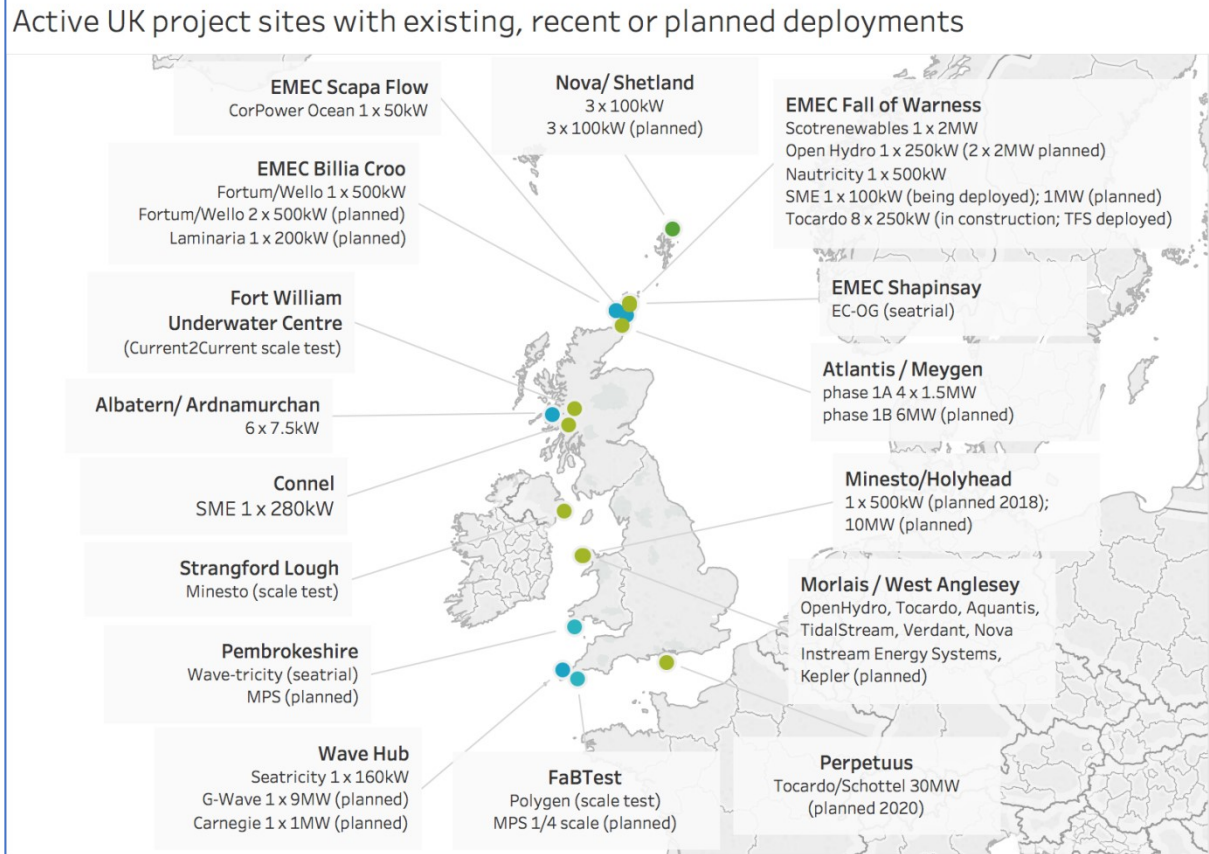 Active UK project sites with existing, recent or planned deployments
EMEC Scapa Flow
CorPower Ocean 1 x 50kW
Nova/ Shetland
3 x 100kW
3 x 100kW (planned)
EMEC Fall of Warness
Scotrenewables 1 x 2MW
Open Hydro 1 x 250kW (2 x 2MW planned)
Nautricity 1 x 500kW
SME 1 x 100kW (being deployed); 1MW (planned)
Tocardo 8 x 250kW (in construction; TFS deployed)
EMEC Billia Croo
Fortum/Wello 1 x 500kW
Fortum/Wello 2 x 500kW (planned)
Laminaria 1 x 200kW (planned)
EMEC Shapinsay
EC-OG (seatrial)
Fort William
Underwater Centre
(Current2Current scale test)
Atlantis / Meygen
phase 1A 4 x 1.5MW
phase 1B 6MW (planned)
Albatern/ Ardnamurchan
6 x 7.5kW
Connel
SME 1 x 280kW
Minesto/Holyhead
1 x 500kW (planned 2018);
10MW (planned)
Strangford Lough
Minesto (scale test)
Morlais / West Anglesey
OpenHydro, Tocardo, Aquantis,
TidalStream, Verdant, Nova
Instream Energy Systems,
Kepler (planned)
Pembrokeshire
Wave-tricity (seatrial)
MPS (planned)
Wave Hub
Seatricity 1 x 160kW
G-Wave 1 x 9MW (planned)
Carnegie 1 x 1MW (planned)
FaBTest
Polygen (scale test)
MPS 1/4 scale (planned)
Perpetuus
Tocardo/Schottel 30MW
(planned 2020)